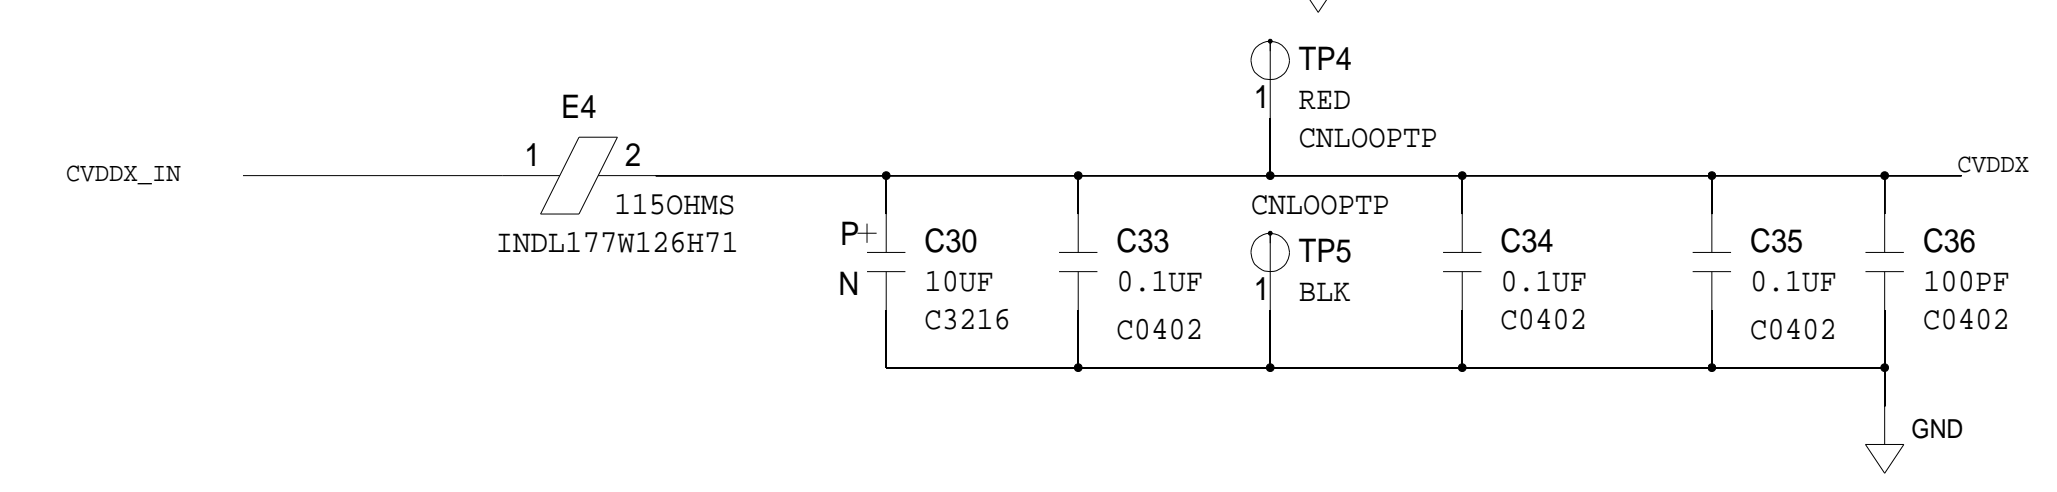 TP4
1
RED
CNLOOPTP
E4
1
2
CVDDX_IN
CVDDX
115OHMS
INDL177W126H71
CNLOOPTP
P+
N
C30
10UF
C3216
C33
0.1UF
C0402
TP5
1
BLK
C34
0.1UF
C0402
C35
0.1UF
C0402
C36
100PF
C0402
GND